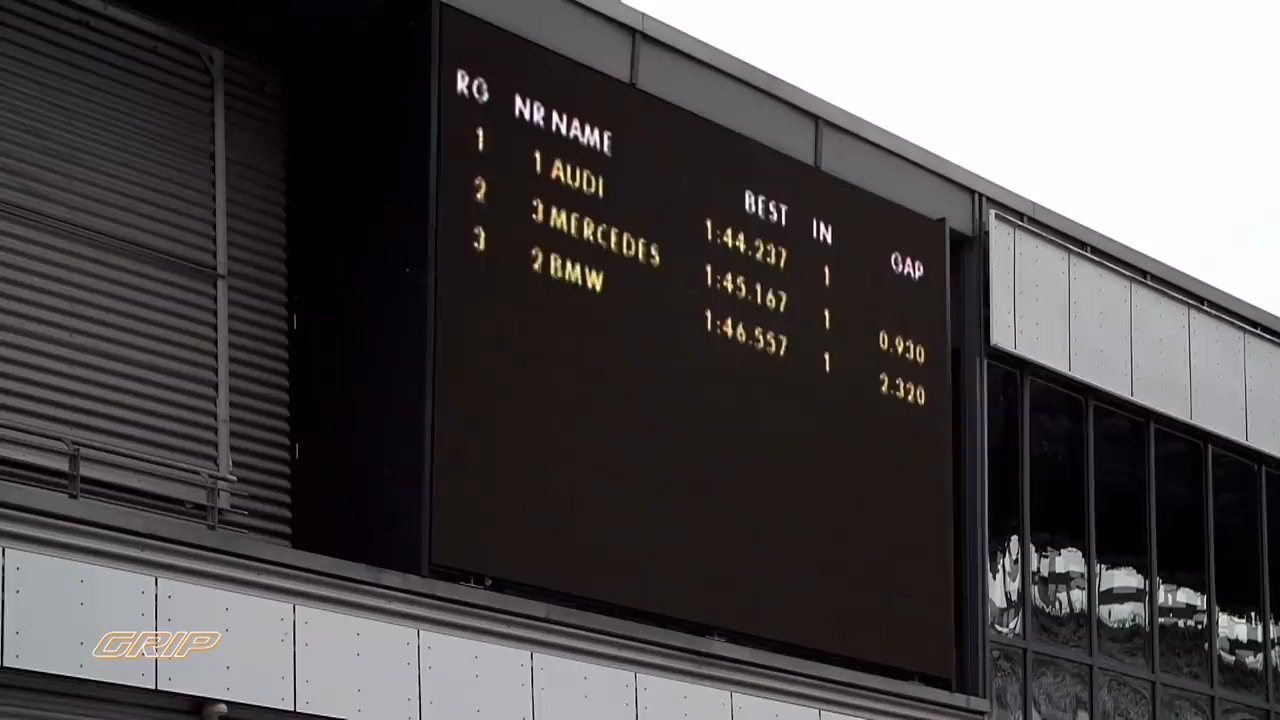 RG NR NAME BEST IN GAP
1 1 AUDI 1:44.237 1
2 3 MERCEDES 1:45.167 1 0.930
3 2 BMW 1:46.557 1 2.320
GRIP